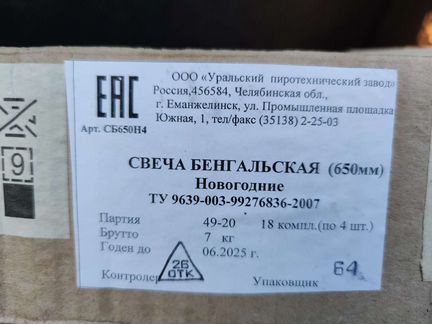 ООО «Уральский пиротехнический завод»
Россия,456584, Челябинская обл.,
г. Еманжелинск, ул. Промышленная площадка
Южная, 1, тел/факс (35138) 2-25-03
ЕАС
Арт. СБ650Н4
СВЕЧА БЕНГАЛЬСКАЯ (650мм)
Новогодние
ТУ 9639-003-99276836-2007
Партия 49-20 18 компл.(по 4 шт.)
Брутто 7 кг
Годен до 06.2025 г.
Контролер 26 ОТК Упаковщик 64
9